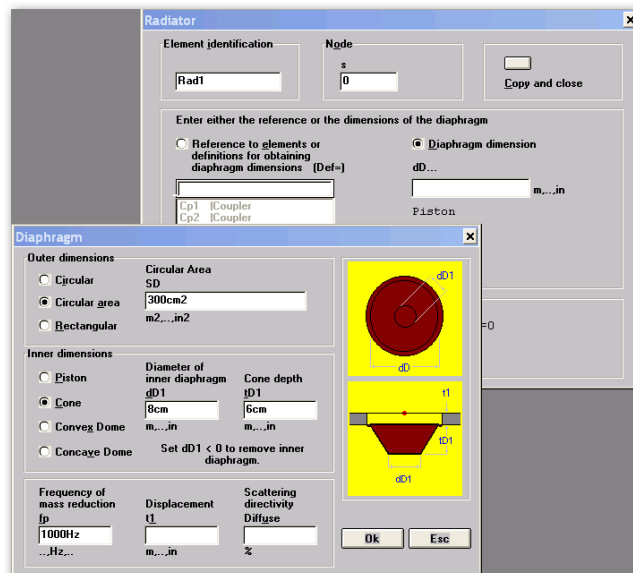 Radiator
Element identification
Rad1
Node
s
0
Copy and close
Enter either the reference or the dimensions of the diaphragm
Reference to elements or
definitions for obtaining
diaphragm dimensions (Def=)
Cp1 |Coupler
Cp2 |Coupler
Diaphragm dimension
dD...
m,..,in
Piston
=0
Diaphragm
Outer dimensions
Circular
Circular area
Rectangular
Circular Area
SD
300cm2
m2,..,in2
Inner dimensions
Piston
Cone
Convex Dome
Concave Dome
Diameter of
inner diaphragm
dD1
8cm
m,..,in
Cone depth
tD1
6cm
m,..,in
Set dD1 < 0 to remove inner
diaphragm.
Frequency of
mass reduction
fp
1000Hz
..,Hz,..
Displacement
t1
m,..,in
Scattering
directivity
Diffuse
%
dD1
dD
t1
tD1
dD1
Ok
Esc